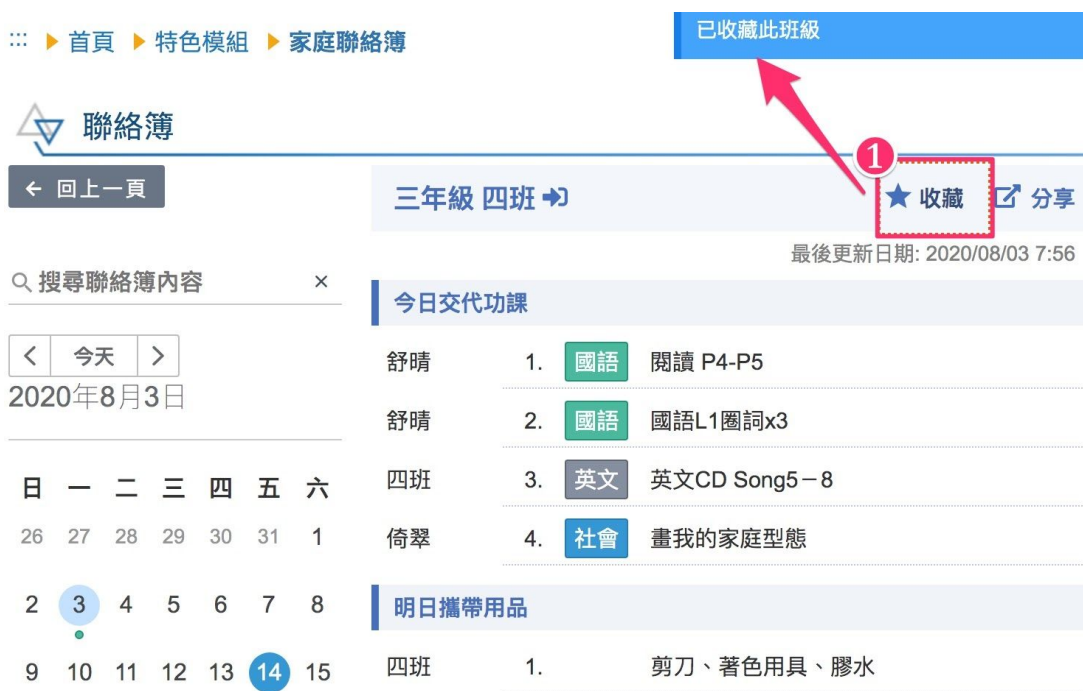 ::: 首頁 特色模組 家庭聯絡簿
已收藏此班級
聯絡簿
← 回上一頁
三年級 四班
1
★ 收藏
分享
最後更新日期: 2020/08/03 7:56
搜尋聯絡簿內容 ×
< 今天 >
2020年8月3日
日 一 二 三 四 五 六
26 27 28 29 30 31 1
2 3 4 5 6 7 8
9 10 11 12 13 14 15
今日交代功課
舒晴 1. 國語 閱讀 P4-P5
舒晴 2. 國語 國語L1圈詞x3
四班 3. 英文 英文CD Song5－8
倚翠 4. 社會 畫我的家庭型態
明日攜帶用品
四班 1. 剪刀、著色用具、膠水